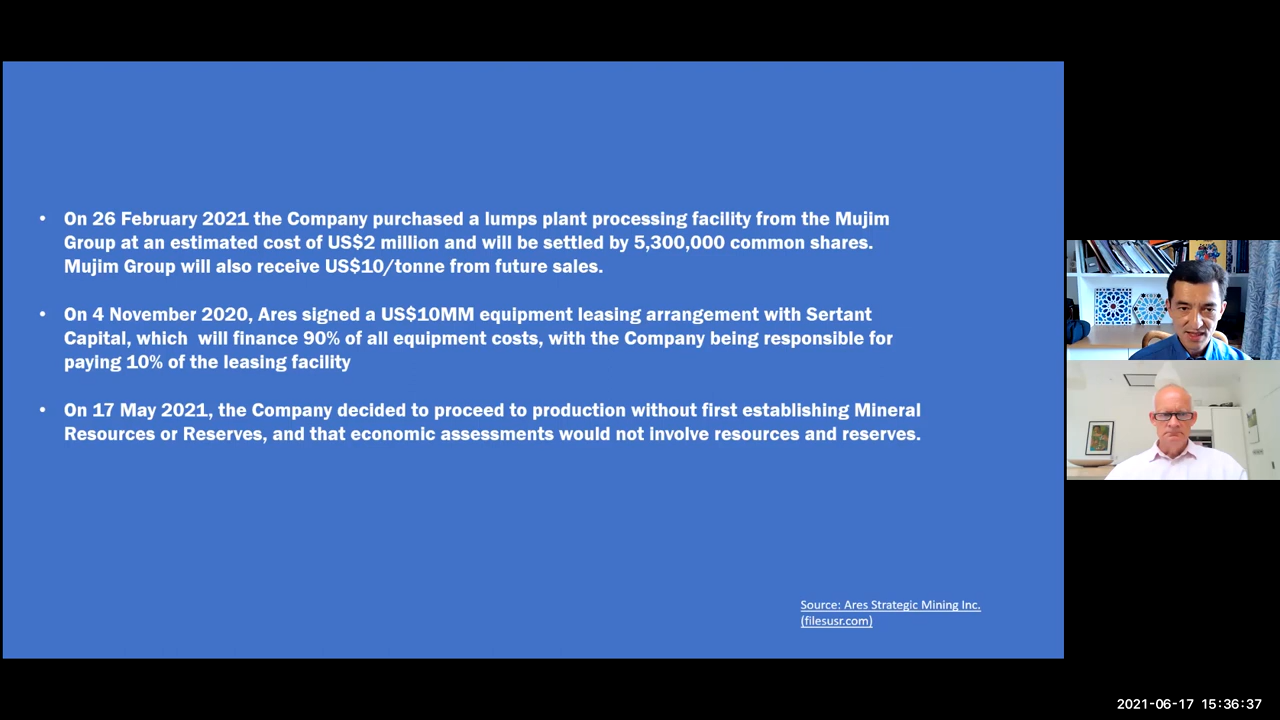 • On 26 February 2021 the Company purchased a lumps plant processing facility from the Mujim
Group at an estimated cost of US$2 million and will be settled by 5,300,000 common shares.
Mujim Group will also receive US$10/tonne from future sales.
• On 4 November 2020, Ares signed a US$10MM equipment leasing arrangement with Sertant
Capital, which  will finance 90% of all equipment costs, with the Company being responsible for
paying 10% of the leasing facility
• On 17 May 2021, the Company decided to proceed to production without first establishing Mineral
Resources or Reserves, and that economic assessments would not involve resources and reserves.
Source: Ares Strategic Mining Inc.
(filesusr.com)
2021-06-17 15:36:37